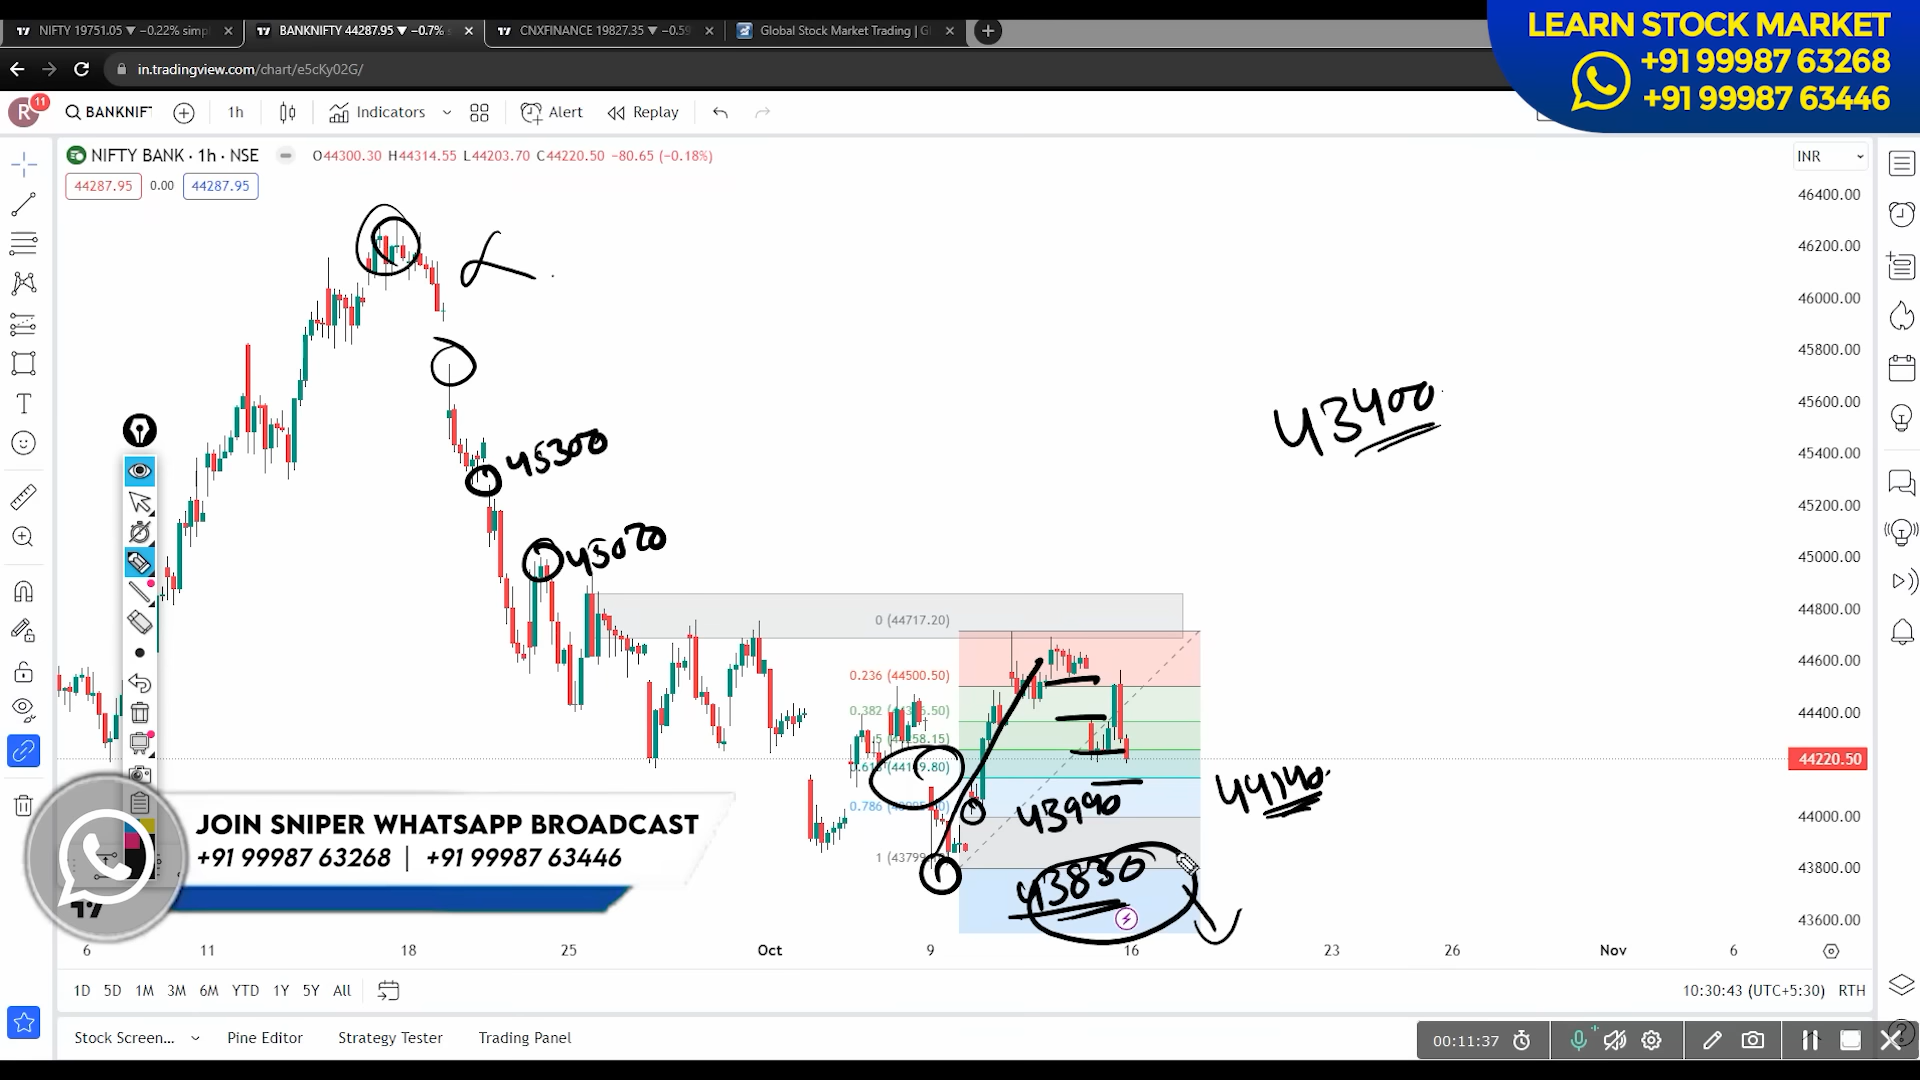 NIFTY 19751.05 ▼ −0.22% simp
BANKNIFTY 44287.95 ▼ −0.7%
CNXFINANCE 19827.35 ▼ −0.59
Global Stock Market Trading |
in.tradingview.com/chart/e5cKy02G/
LEARN STOCK MARKET
+91 99987 63268
+91 99987 63446
R
11
BANKNIFT
1h
Indicators
Alert
Replay
NIFTY BANK · 1h · NSE
O44300.30 H44314.55 L44203.70 C44220.50 −80.65 (−0.18%)
INR
44287.95
0.00
44287.95
46400.00
46200.00
46000.00
45800.00
45600.00
45400.00
45200.00
45000.00
44800.00
44600.00
44400.00
44220.50
44000.00
43800.00
43600.00
43400
45300
45020
0 (44717.20)
0.236 (44500.50)
0.382
0.786
1 (43799
43990
44140
43850
JOIN SNIPER WHATSAPP BROADCAST
+91 99987 63268 | +91 99987 63446
6
11
18
25
Oct
9
16
23
26
Nov
6
1D
5D
1M
3M
6M
YTD
1Y
5Y
All
10:30:43 (UTC+5:30)
RTH
Stock Screen...
Pine Editor
Strategy Tester
Trading Panel
00:11:37